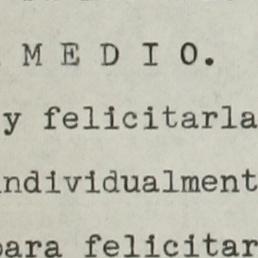 M E D I O.
y felicitarla
individualment
para felicitar